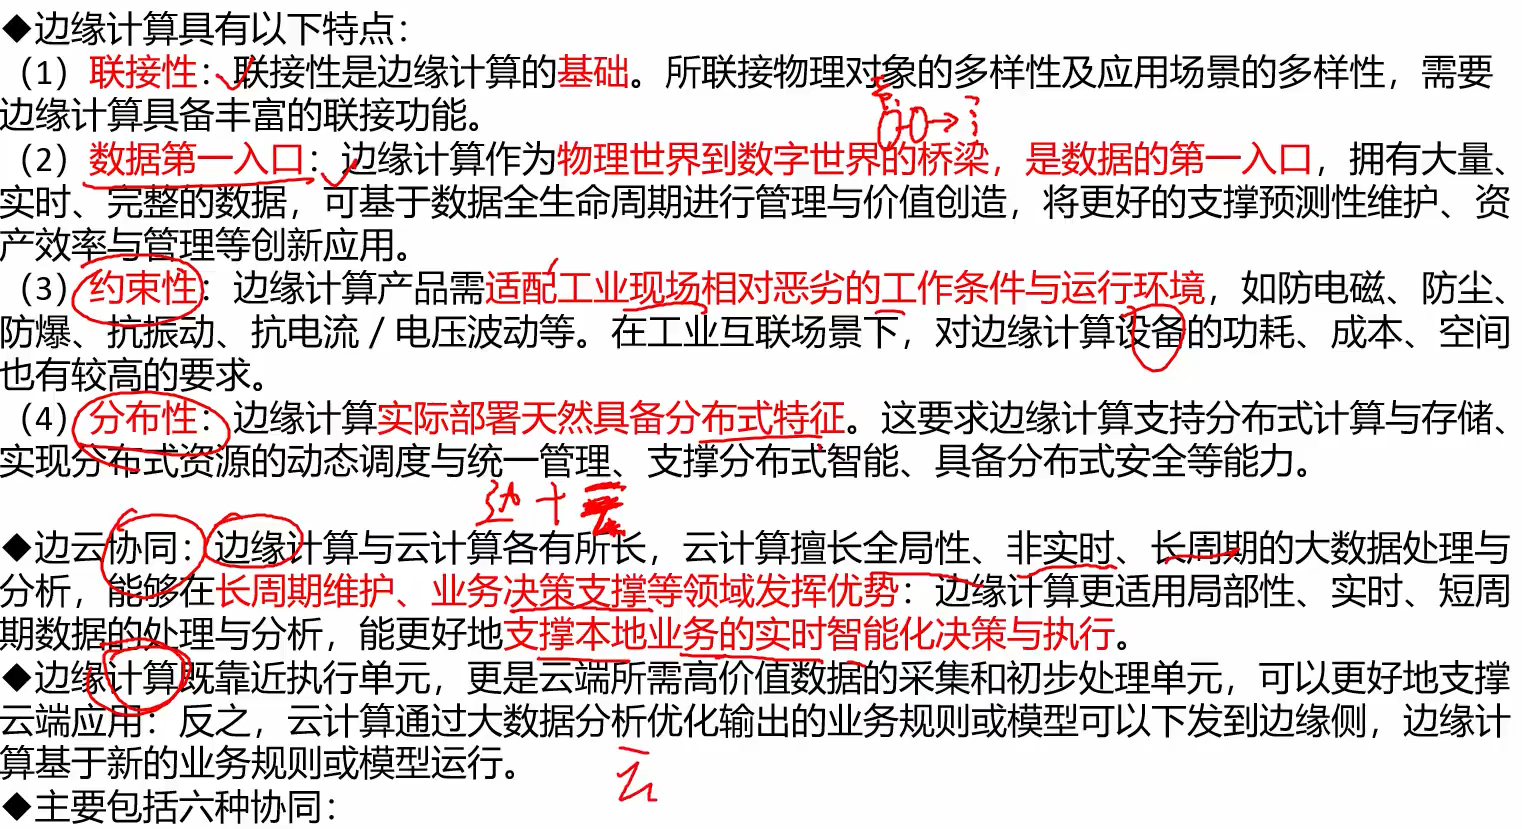 ◆边缘计算具有以下特点：
（1）联接性：联接性是边缘计算的基础。所联接物理对象的多样性及应用场景的多样性，需要
边缘计算具备丰富的联接功能。
（2）数据第一入口：边缘计算作为物理世界到数字世界的桥梁，是数据的第一入口，拥有大量、
实时、完整的数据，可基于数据全生命周期进行管理与价值创造，将更好的支撑预测性维护、资
产效率与管理等创新应用。
（3）约束性：边缘计算产品需适配工业现场相对恶劣的工作条件与运行环境，如防电磁、防尘、
防爆、抗振动、抗电流／电压波动等。在工业互联场景下，对边缘计算设备的功耗、成本、空间
也有较高的要求。
（4）分布性：边缘计算实际部署天然具备分布式特征。这要求边缘计算支持分布式计算与存储、
实现分布式资源的动态调度与统一管理、支撑分布式智能、具备分布式安全等能力。
边＋云
◆边云协同：边缘计算与云计算各有所长，云计算擅长全局性、非实时、长周期的大数据处理与
分析，能够在长周期维护、业务决策支撑等领域发挥优势：边缘计算更适用局部性、实时、短周
期数据的处理与分析，能更好地支撑本地业务的实时智能化决策与执行。
◆边缘计算既靠近执行单元，更是云端所需高价值数据的采集和初步处理单元，可以更好地支撑
云端应用：反之，云计算通过大数据分析优化输出的业务规则或模型可以下发到边缘侧，边缘计
算基于新的业务规则或模型运行。
云
◆主要包括六种协同：